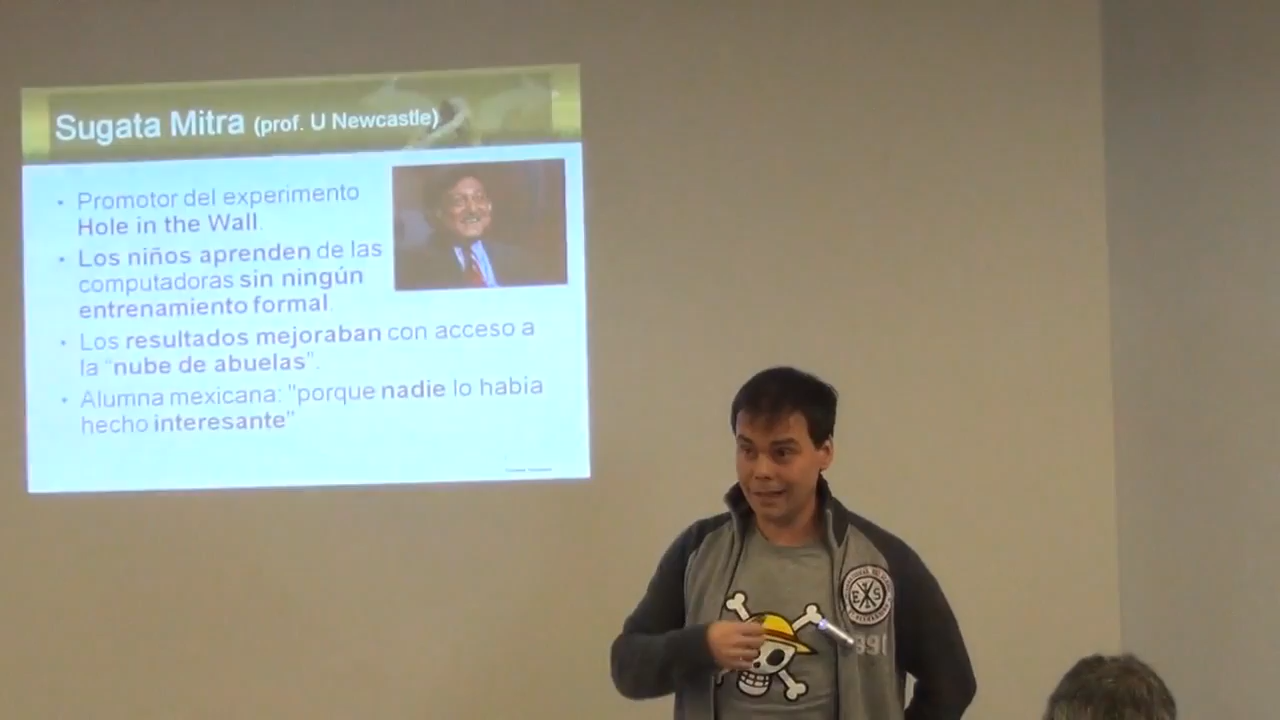 Sugata Mitra (prof. U Newcastle)
• Promotor del experimento
Hole in the Wall.
• Los niños aprenden de las
computadoras sin ningún
entrenamiento formal.
• Los resultados mejoraban con acceso a
la "nube de abuelas".
• Alumna mexicana: "porque nadie lo habia
hecho interesante"